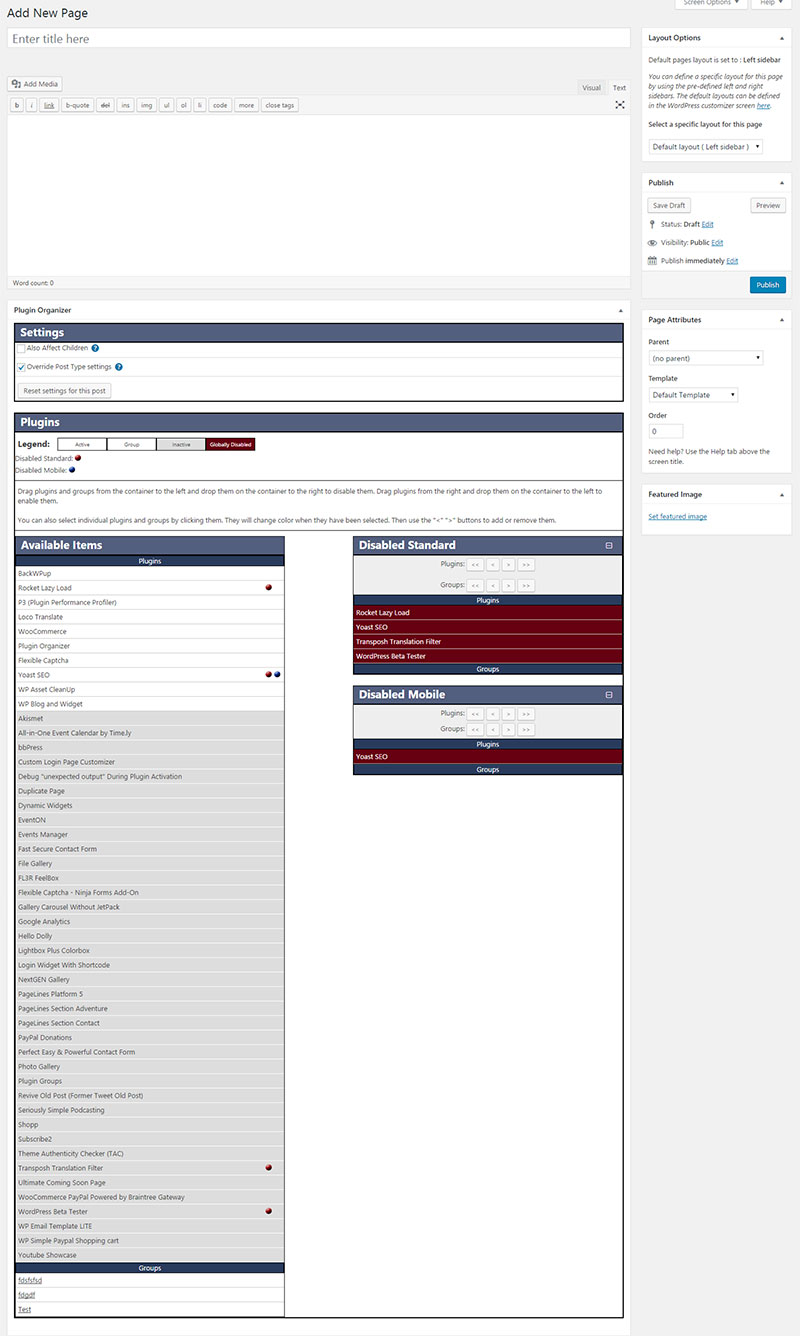 Screen Options
Help
Add New Page
Enter title here
Add Media
Visual
Text
b
i
link
b-quote
del
ins
img
ul
ol
li
code
more
close tags
Word count: 0
Plugin Organizer
Settings
Also Affect Children
Override Post Type settings
Reset settings for this post
Plugins
Legend:
Active
Group
Inactive
Globally Disabled
Disabled Standard:
Disabled Mobile:
Drag plugins and groups from the container to the left and drop them on the container to the right to disable them. Drag plugins from the right and drop them on the container to the left to
enable them.
You can also select individual plugins and groups by clicking them. They will change color when they have been selected. Then use the "<" ">" buttons to add or remove them.
Available Items
Plugins
BackWPup
Rocket Lazy Load
P3 (Plugin Performance Profiler)
Loco Translate
WooCommerce
Plugin Organizer
Flexible Captcha
Yoast SEO
WP Asset CleanUp
WP Blog and Widget
Akismet
All-in-One Event Calendar by Time.ly
bbPress
Custom Login Page Customizer
Debug "unexpected output" During Plugin Activation
Duplicate Page
Dynamic Widgets
EventON
Events Manager
Fast Secure Contact Form
File Gallery
FL3R FeelBox
Flexible Captcha - Ninja Forms Add-On
Gallery Carousel Without JetPack
Google Analytics
Hello Dolly
Lightbox Plus Colorbox
Login Widget With Shortcode
NextGEN Gallery
PageLines Platform 5
PageLines Section Adventure
PageLines Section Contact
PayPal Donations
Perfect Easy & Powerful Contact Form
Photo Gallery
Plugin Groups
Revive Old Post (Former Tweet Old Post)
Seriously Simple Podcasting
Shopp
Subscribe2
Theme Authenticity Checker (TAC)
Transposh Translation Filter
Ultimate Coming Soon Page
WooCommerce PayPal Powered by Braintree Gateway
WordPress Beta Tester
WP Email Template LITE
WP Simple Paypal Shopping cart
Youtube Showcase
Groups
fdsfsfsd
fdgdf
Test
Disabled Standard
Plugins: << < > >>
Groups: << < > >>
Plugins
Rocket Lazy Load
Yoast SEO
Transposh Translation Filter
WordPress Beta Tester
Groups
Disabled Mobile
Plugins: << < > >>
Groups: << < > >>
Plugins
Yoast SEO
Groups
Layout Options
Default pages layout is set to : Left sidebar
You can define a specific layout for this page
by using the pre-defined left and right
sidebars. The default layouts can be defined
in the WordPress customizer screen here.
Select a specific layout for this page
Default layout ( Left sidebar )
Publish
Save Draft
Preview
Status: Draft Edit
Visibility: Public Edit
Publish immediately Edit
Publish
Page Attributes
Parent
(no parent)
Template
Default Template
Order
0
Need help? Use the Help tab above the
screen title.
Featured Image
Set featured image